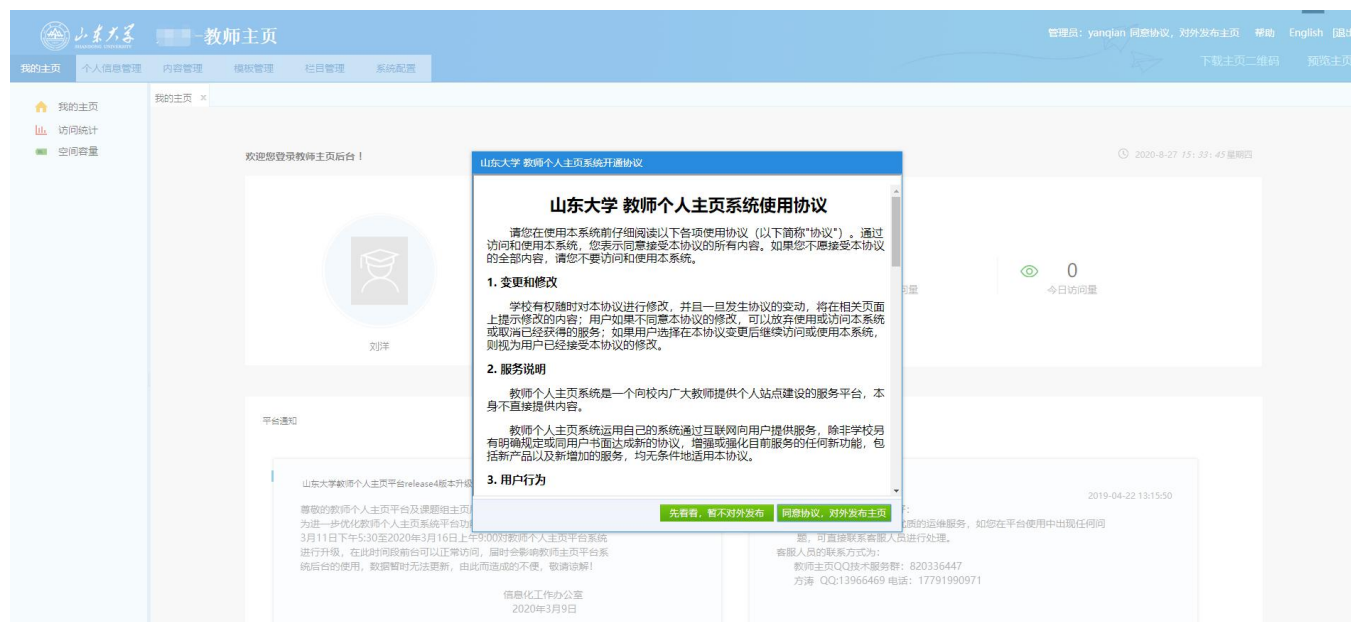 山东大学
-教师主页
管理员：yanqian 同意协议，对外发布主页 帮助 English [退出
下载主页二维码 预览主页
我的主页 个人信息管理 内容管理 模板管理 栏目管理 系统配置
我的主页
访问统计
空间容量
我的主页 ×
欢迎您登录教师主页后台！
2020-8-27 15: 33: 45 星期四
刘洋
问量
0
今日访问量
山东大学 教师个人主页系统开通协议
山东大学 教师个人主页系统使用协议
请您在使用本系统前仔细阅读以下各项使用协议（以下简称"协议"）。通过
访问和使用本系统，您表示同意接受本协议的所有内容。如果您不愿接受本协议
的全部内容，请您不要访问和使用本系统。
1. 变更和修改
学校有权随时对本协议进行修改，并且一旦发生协议的变动，将在相关页面
上提示修改的内容；用户如果不同意本协议的修改，可以放弃使用或访问本系统
或取消已经获得的服务；如果用户选择在本协议变更后继续访问或使用本系统，
则视为用户已经接受本协议的修改。
2. 服务说明
教师个人主页系统是一个向校内广大教师提供个人站点建设的服务平台，本
身不直接提供内容。
教师个人主页系统运用自己的系统通过互联网向用户提供服务，除非学校另
有明确规定或同用户书面达成新的协议，增强或强化目前服务的任何新功能，包
括新产品以及新增加的服务，均无条件地适用本协议。
3. 用户行为
先看看，暂不对外发布 同意协议，对外发布主页
平台通知
山东大学教师个人主页平台release4版本升级
尊敬的教师个人主页平台及课题组主页
为进一步优化教师个人主页系统平台功
3月11日下午5:30至2020年3月16日上午9:00对教师主页平台系统
进行升级，在此时间段前台可以正常访问，届时会影响教师主页平台系
统后台的使用，数据暂时无法更新，由此而造成的不便，敬请谅解！
信息化工作办公室
2020年3月9日
2019-04-22 13:15:50
优质的运维服务，如您在平台使用中出现任何问
题，可直接联系客服人员进行处理。
客服人员的联系方式为：
教师主页QQ技术服务群：820336447
方涛 QQ:13966469 电话：17791990971